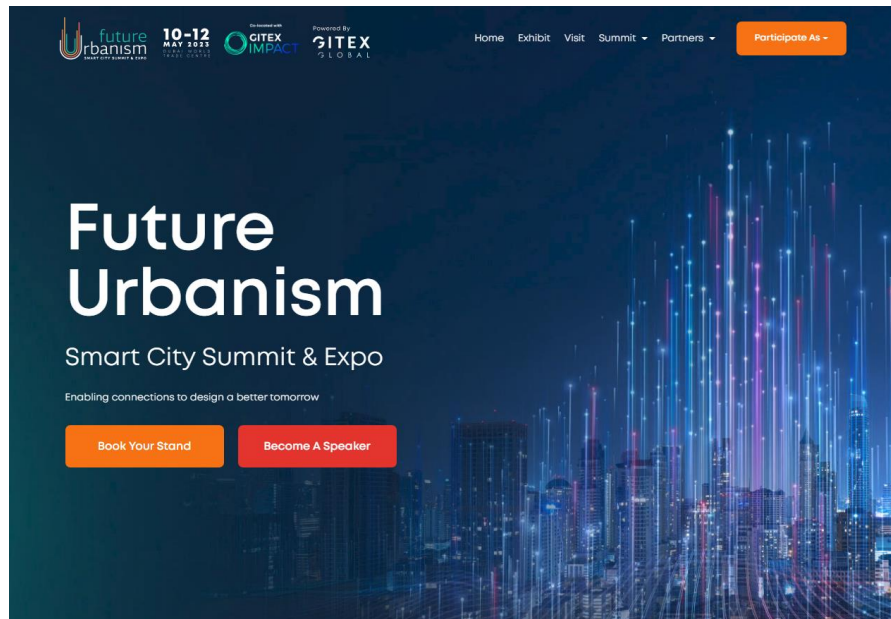 future
Urbanism
SMART CITY SUMMIT & EXPO
10-12
MAY 2023
DUBAI WORLD
TRADE CENTRE
Co-located with
GITEX
IMPACT
Powered By
GITEX
GLOBAL
Home Exhibit Visit Summit Partners Participate As
Future
Urbanism
Smart City Summit & Expo
Enabling connections to design a better tomorrow
Book Your Stand Become A Speaker